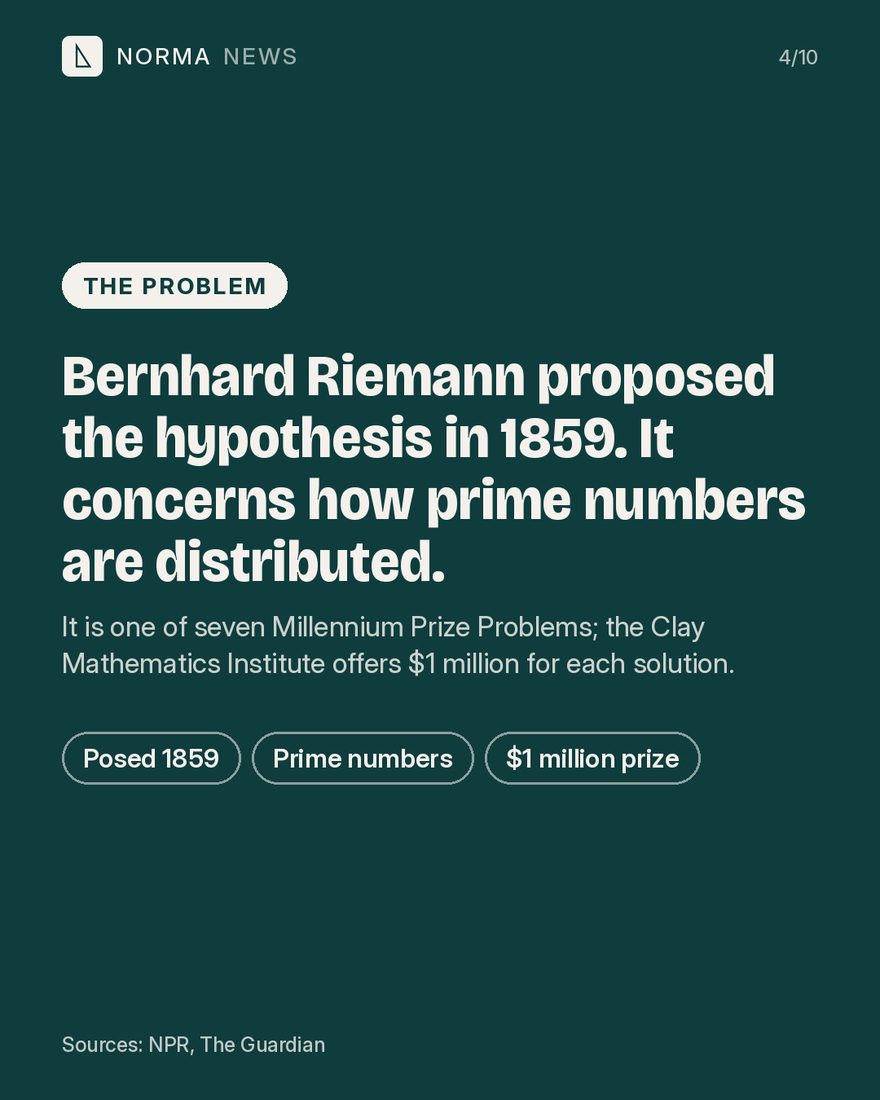 NORMA NEWS
4/10
THE PROBLEM
Bernhard Riemann proposed
the hypothesis in 1859. It
concerns how prime numbers
are distributed.
It is one of seven Millennium Prize Problems; the Clay
Mathematics Institute offers $1 million for each solution.
Posed 1859
Prime numbers
$1 million prize
Sources: NPR, The Guardian